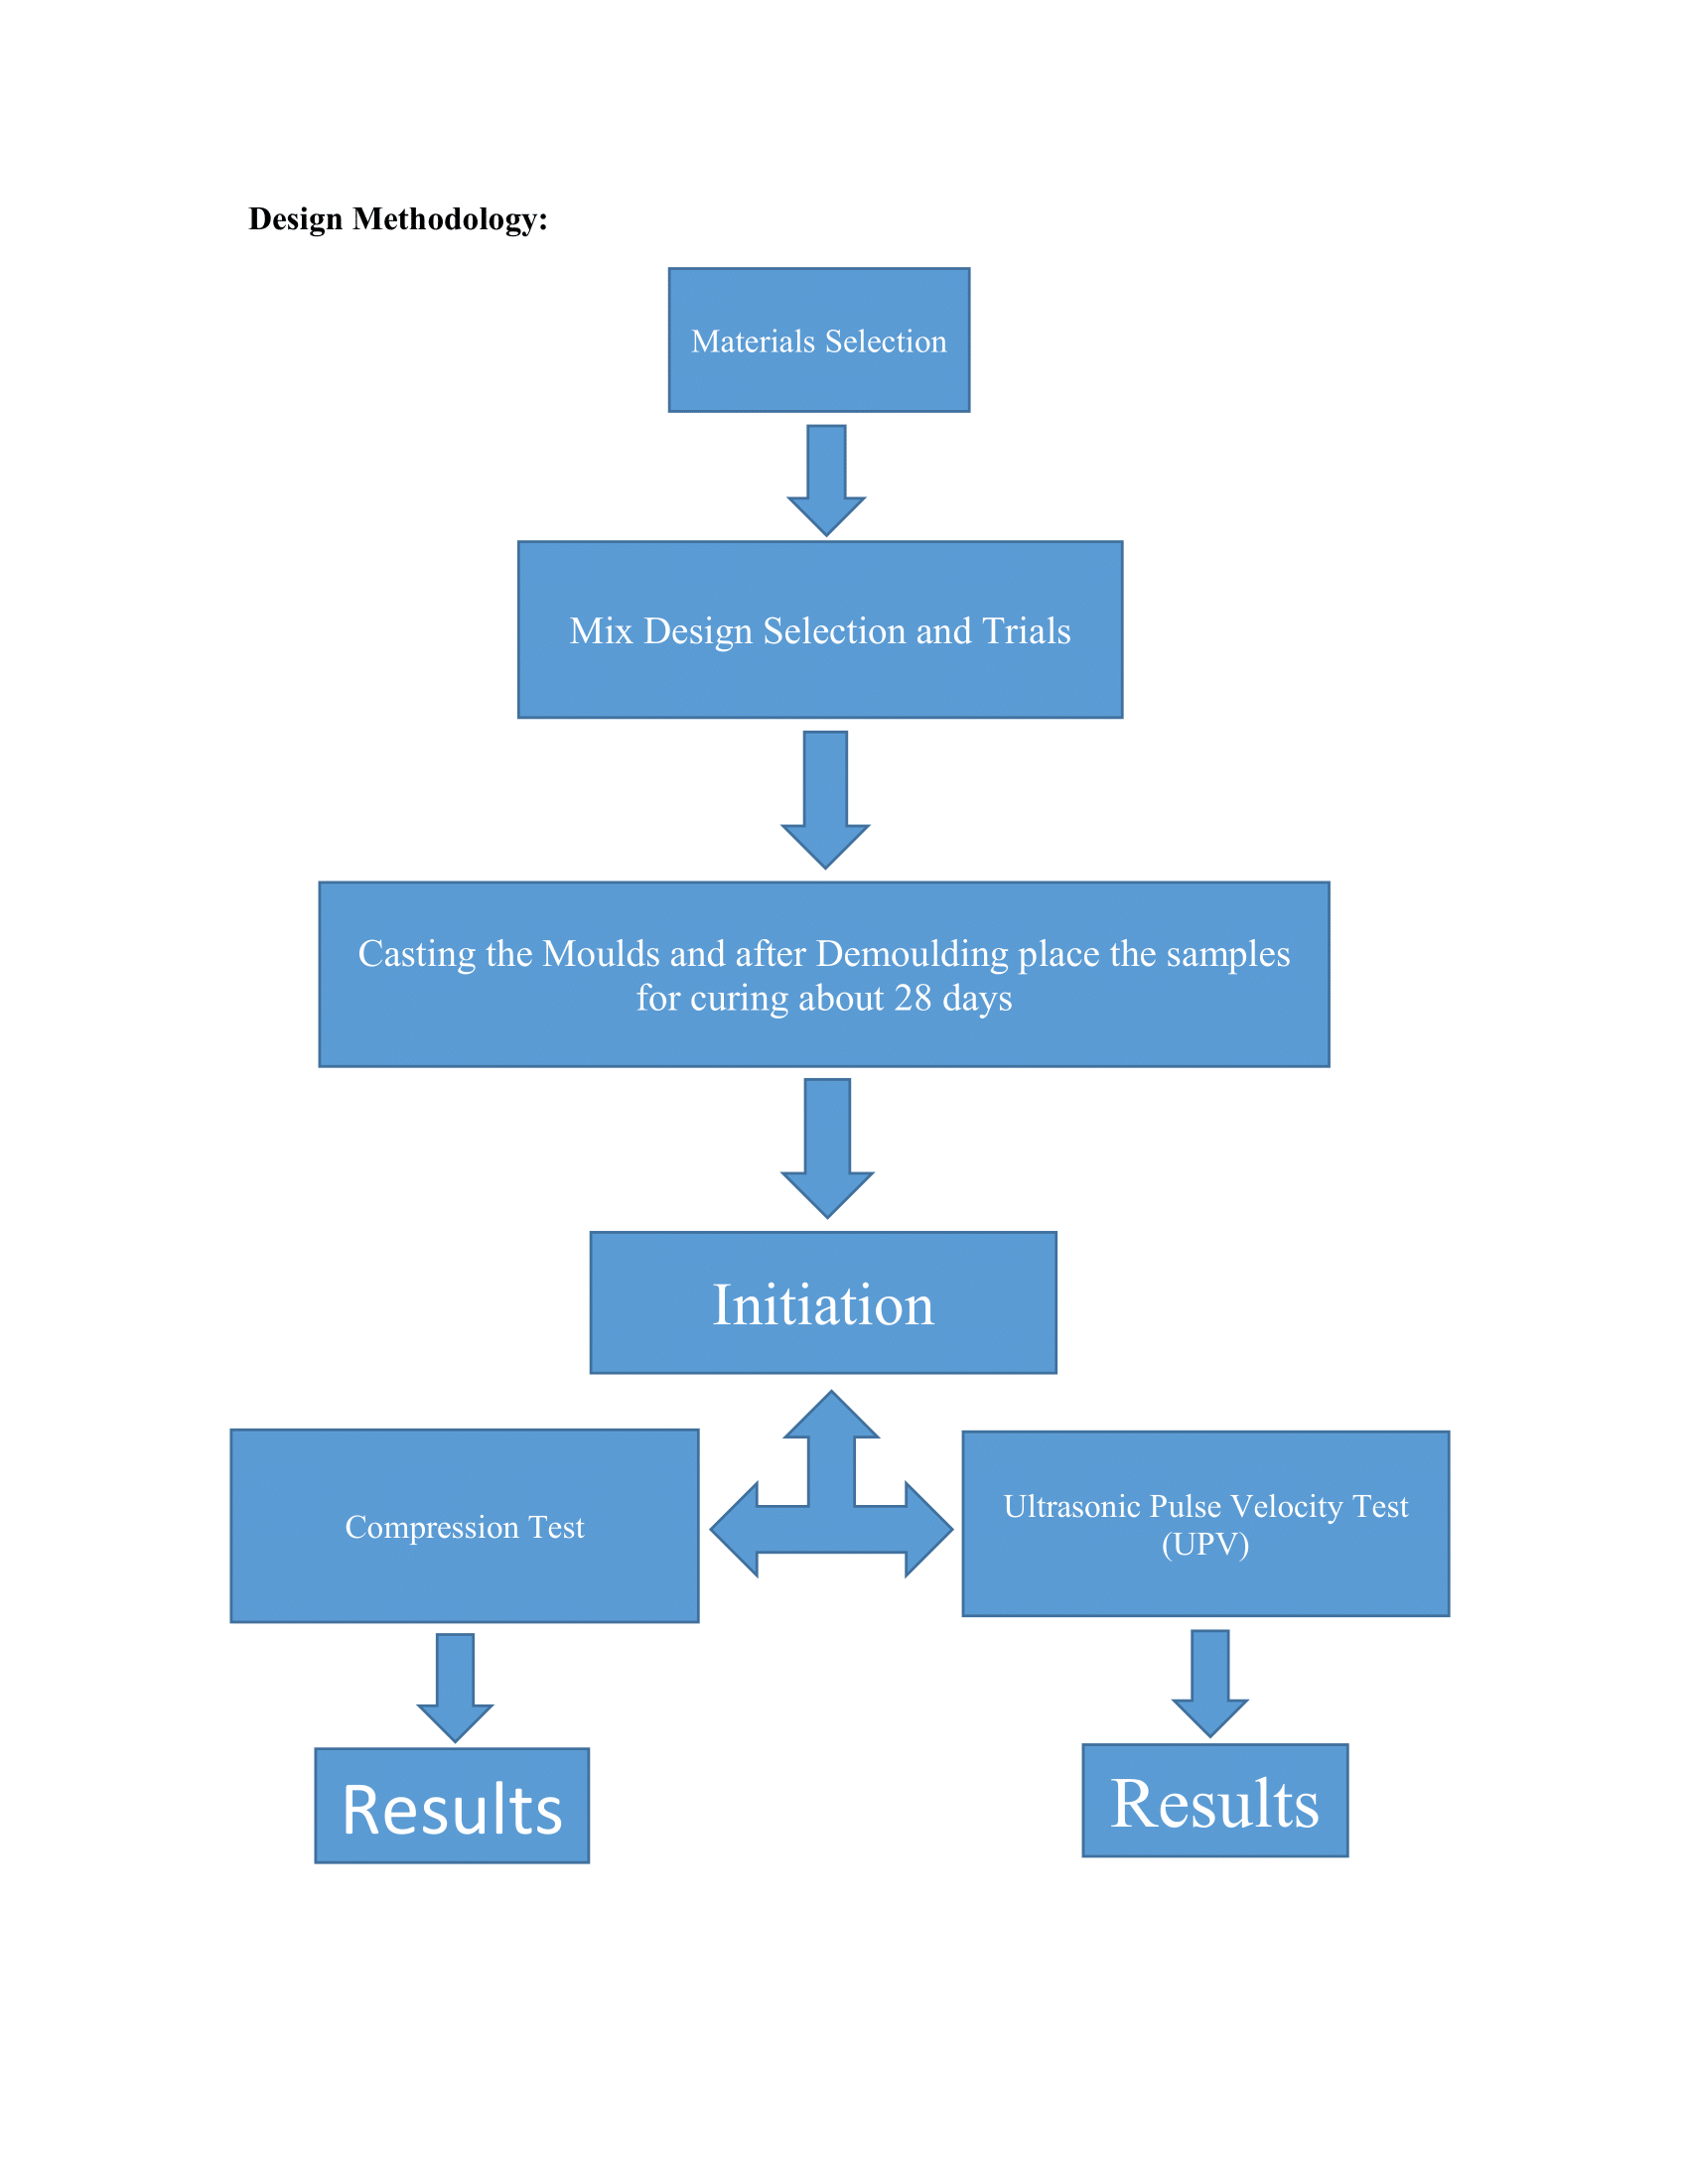 Design Methodology:
Materials Selection
Mix Design Selection and Trials
Casting the Moulds and after Demoulding place the samples
for curing about 28 days
Initiation
Compression Test
Ultrasonic Pulse Velocity Test
(UPV)
Results
Results